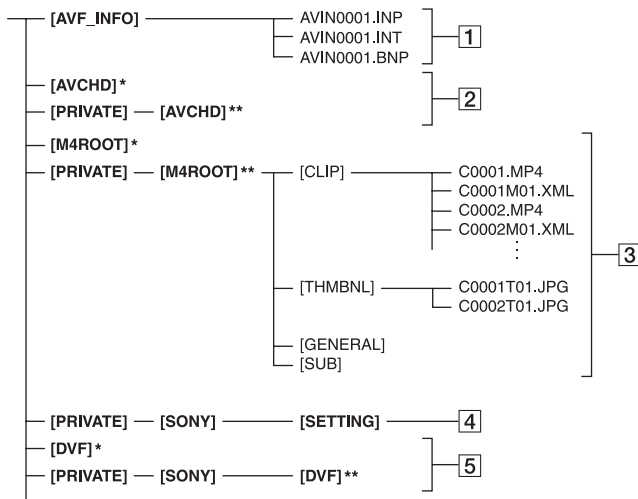 [AVF_INFO] AVIN0001.INP
AVIN0001.INT 1
AVIN0001.BNP
[AVCHD]*
2
[PRIVATE] [AVCHD]**
[M4ROOT]*
[PRIVATE] [M4ROOT]** [CLIP] C0001.MP4
C0001M01.XML
C0002.MP4
C0002M01.XML
3
[THMBNL] C0001T01.JPG
C0002T01.JPG
[GENERAL]
[SUB]
[PRIVATE] [SONY] [SETTING] 4
[DVF]*
5
[PRIVATE] [SONY] [DVF]**